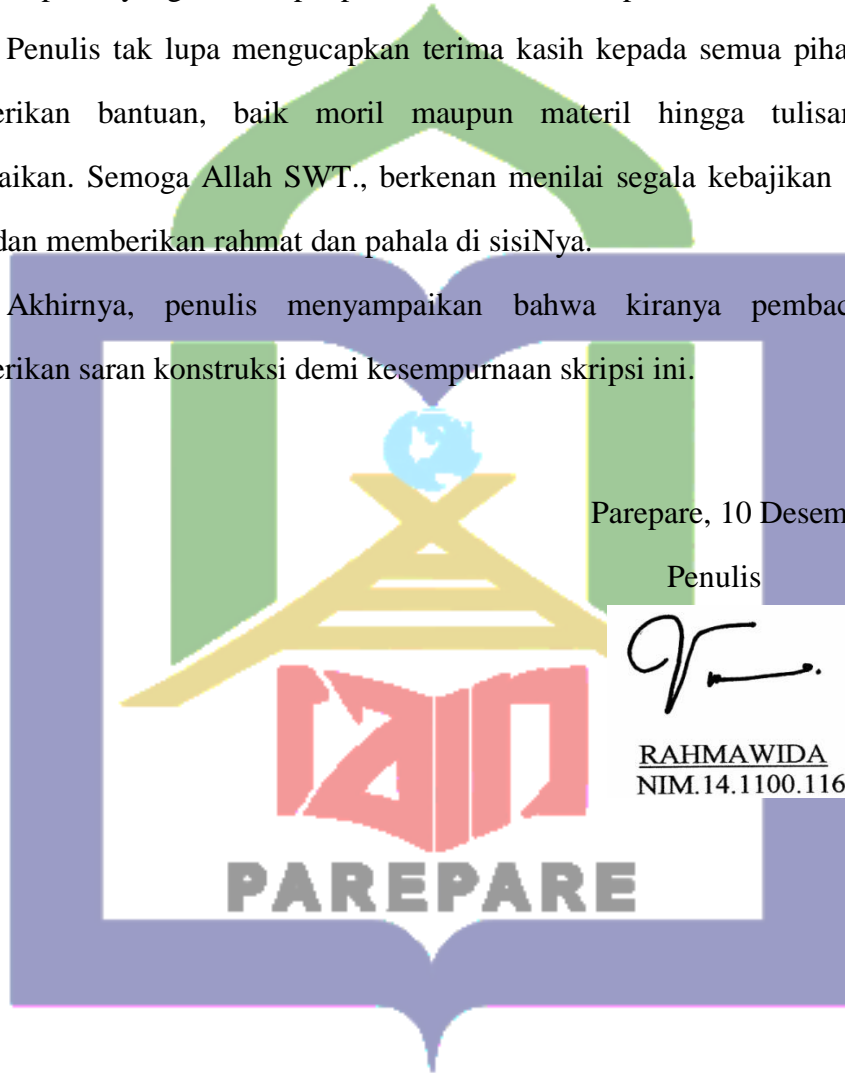 Penulis tak lupa mengucapkan terima kasih kepada semua piha
erikan bantuan, baik moril maupun materil hingga tulisan
aikan. Semoga Allah SWT., berkenan menilai segala kebajikan
dan memberikan rahmat dan pahala di sisiNya.
Akhirnya, penulis menyampaikan bahwa kiranya pembac
erikan saran konstruksi demi kesempurnaan skripsi ini.
Parepare, 10 Desem
Penulis
RAHMAWIDA
NIM.14.1100.116
iain
PAREPARE